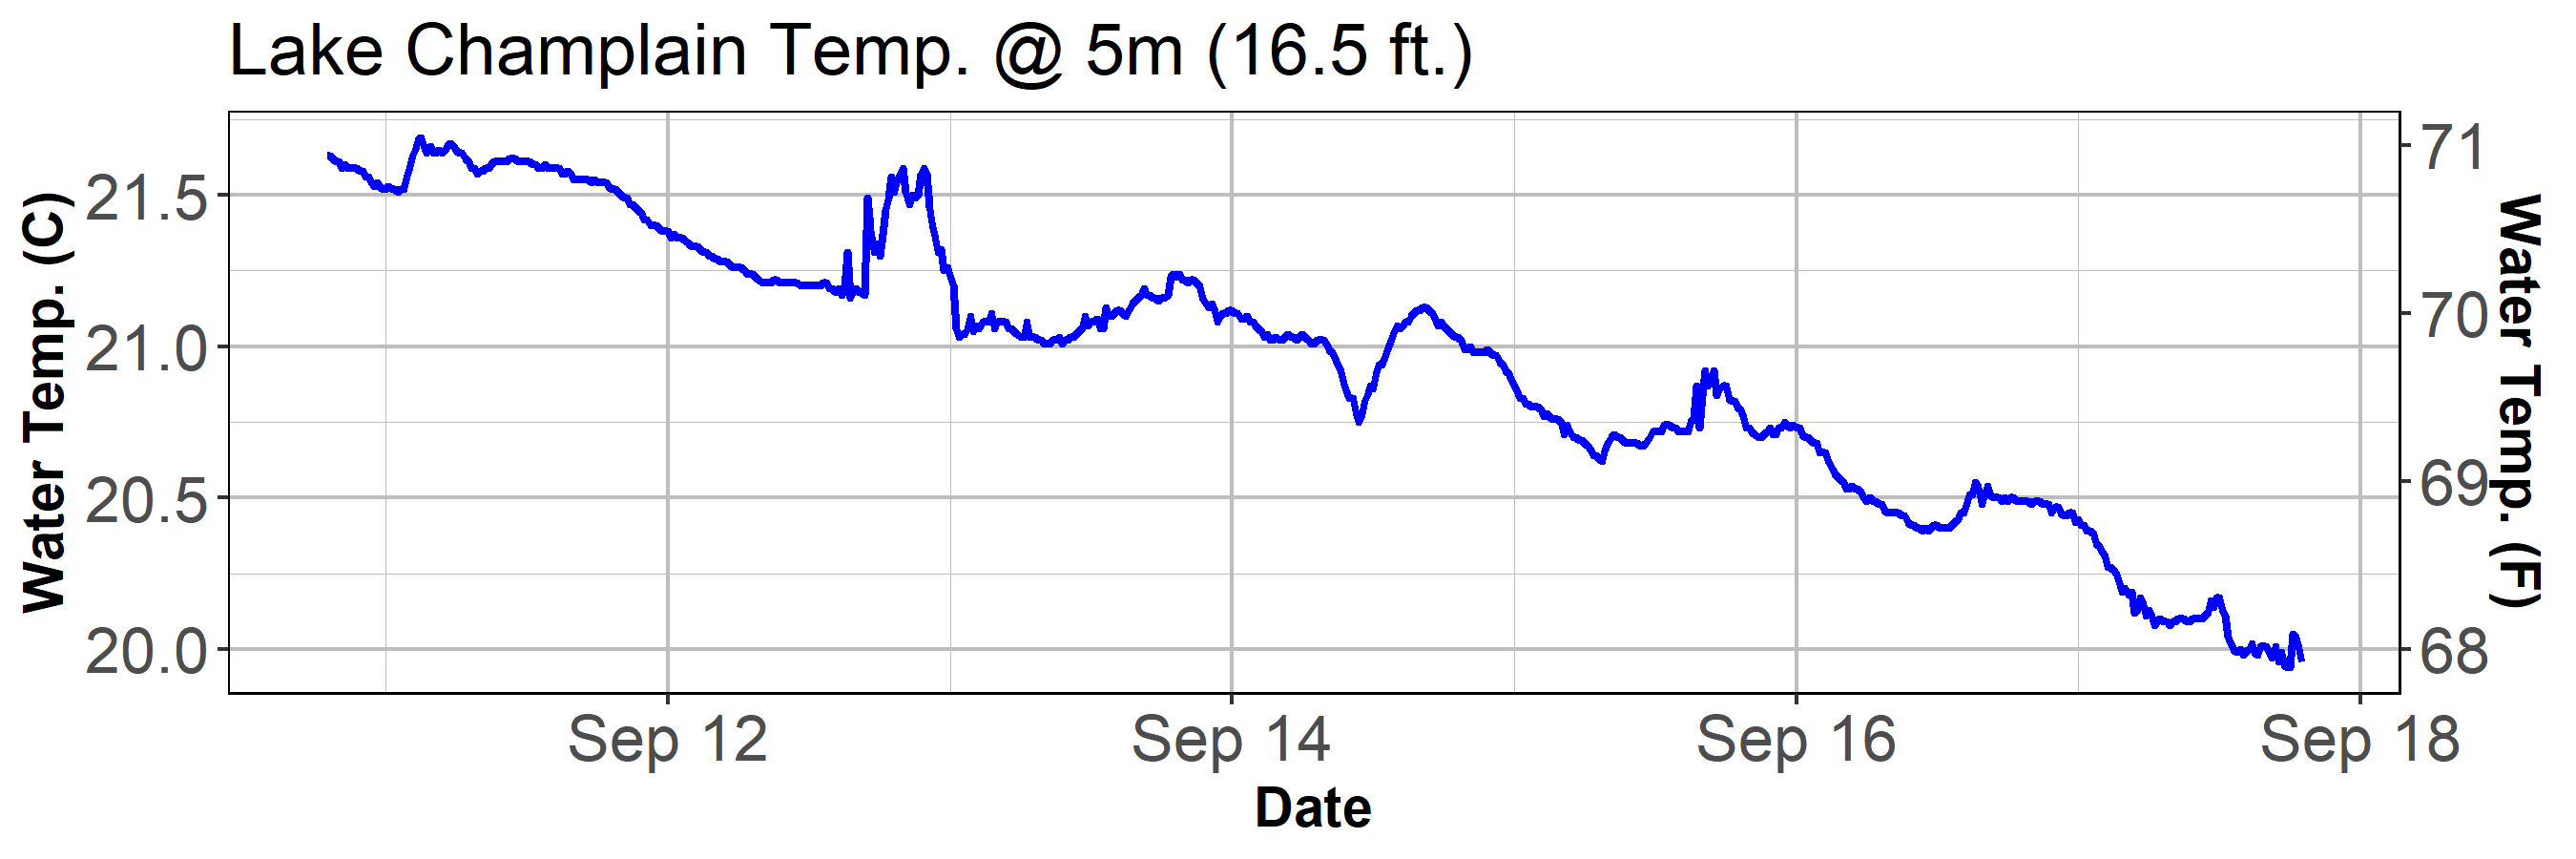 Lake Champlain Temp. @ 5m (16.5 ft.)
Water Temp. (C)
21.5
21.0
20.5
20.0
71
70
69
68
Water Temp. (F)
Sep 12
Sep 14
Sep 16
Sep 18
Date